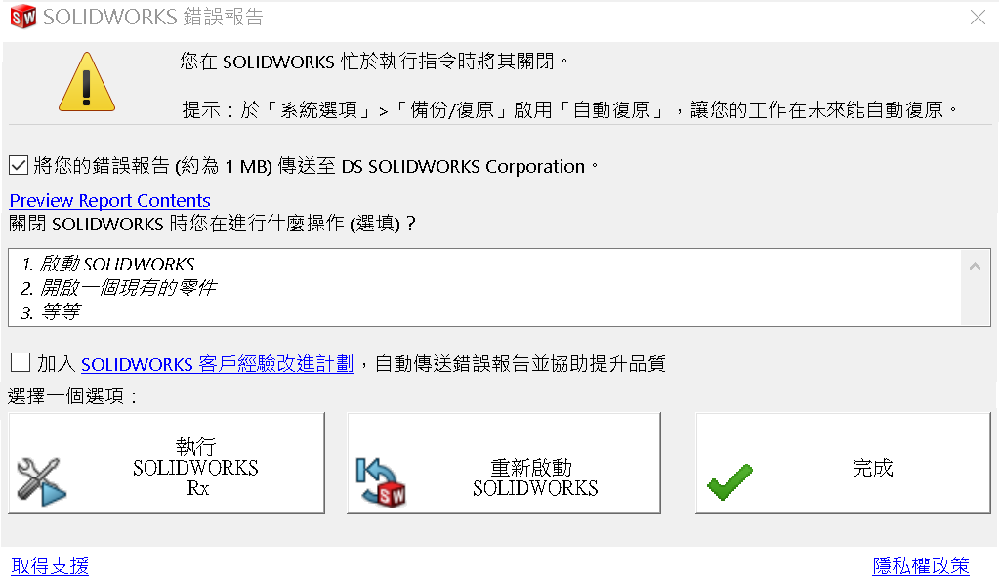 SOLIDWORKS 錯誤報告
您在 SOLIDWORKS 忙於執行指令時將其關閉。
提示：於「系統選項」>「備份/復原」啟用「自動復原」，讓您的工作在未來能自動復原。
將您的錯誤報告 (約為 1 MB) 傳送至 DS SOLIDWORKS Corporation。
Preview Report Contents
關閉 SOLIDWORKS 時您在進行什麼操作 (選填)？
1. 啟動 SOLIDWORKS
2. 開啟一個現有的零件
3. 等等
加入 SOLIDWORKS 客戶經驗改進計劃，自動傳送錯誤報告並協助提升品質
選擇一個選項：
執行
SOLIDWORKS
Rx
重新啟動
SOLIDWORKS
完成
取得支援
隱私權政策